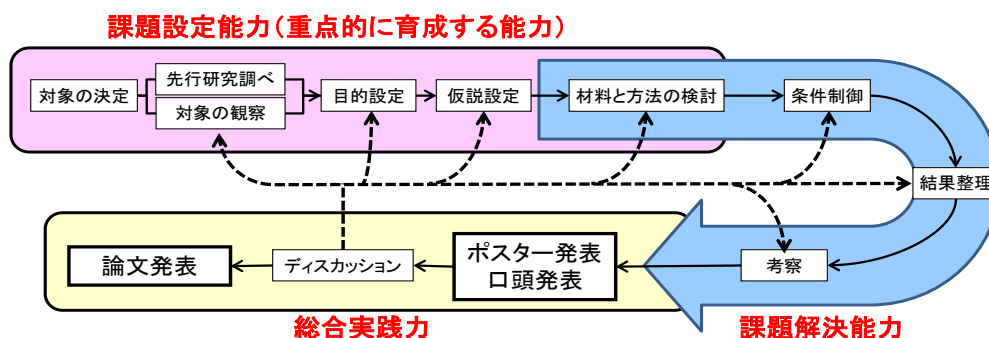 課題設定能力（重点的に育成する能力）
対象の決定
先行研究調べ
対象の観察
目的設定
仮説設定
材料と方法の検討
条件制御
結果整理
考察
ポスター発表
口頭発表
ディスカッション
論文発表
総合実践力
課題解決能力